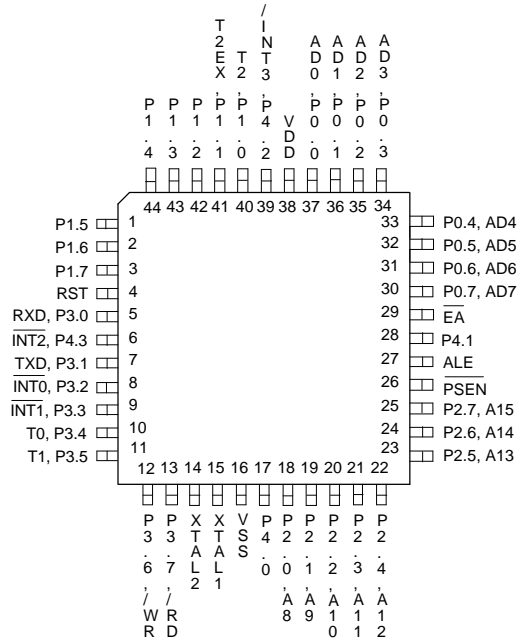 P1.4
P1.3
P1.2
T2EX,P1.1
T2,P1.0
/INT3,P4.2
VDD
AD0,P0.0
AD1,P0.1
AD2,P0.2
AD3,P0.3
44 43 42 41 40 39 38 37 36 35 34
P1.5 1
P1.6 2
P1.7 3
RST 4
RXD, P3.0 5
INT2, P4.3 6
TXD, P3.1 7
INT0, P3.2 8
INT1, P3.3 9
T0, P3.4 10
T1, P3.5 11
33 P0.4, AD4
32 P0.5, AD5
31 P0.6, AD6
30 P0.7, AD7
29 EA
28 P4.1
27 ALE
26 PSEN
25 P2.7, A15
24 P2.6, A14
23 P2.5, A13
12 13 14 15 16 17 18 19 20 21 22
P3.6,/WR
P3.7,/RD
XTAL2
XTAL1
VSS
P4.0
P2.0,A8
P2.1,A9
P2.2,A10
P2.3,A11
P2.4,A12